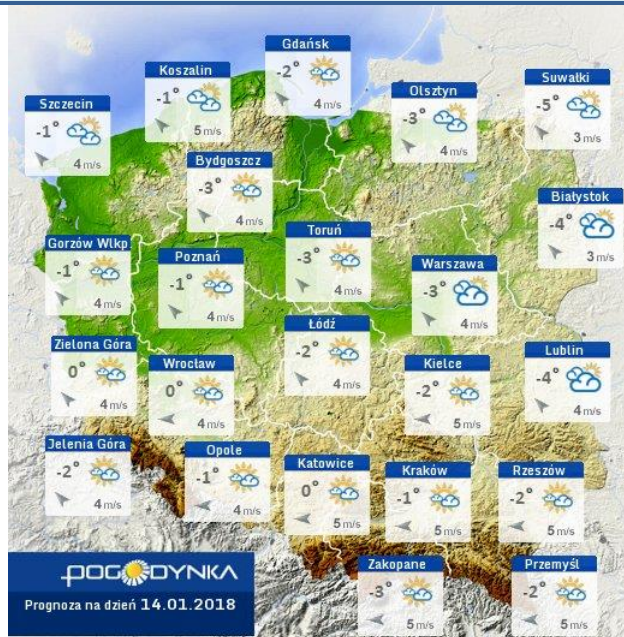 Gdańsk
-2°
4 m/s
Koszalin
-1°
5 m/s
Szczecin
-1°
4 m/s
Olsztyn
-3°
4 m/s
Suwałki
-5°
3 m/s
Bydgoszcz
-3°
4 m/s
Białystok
-4°
3 m/s
Gorzów Wlkp.
-1°
4 m/s
Poznań
-1°
4 m/s
Toruń
-3°
4 m/s
Warszawa
-3°
4 m/s
Łódź
-2°
4 m/s
Zielona Góra
0°
4 m/s
Wrocław
0°
4 m/s
Kielce
-2°
5 m/s
Lublin
-4°
4 m/s
Jelenia Góra
-2°
4 m/s
Opole
-1°
4 m/s
Katowice
0°
5 m/s
Kraków
-1°
5 m/s
Rzeszów
-2°
5 m/s
Zakopane
-3°
5 m/s
Przemyśl
-2°
5 m/s
POGODYNKA
Prognoza na dzień 14.01.2018